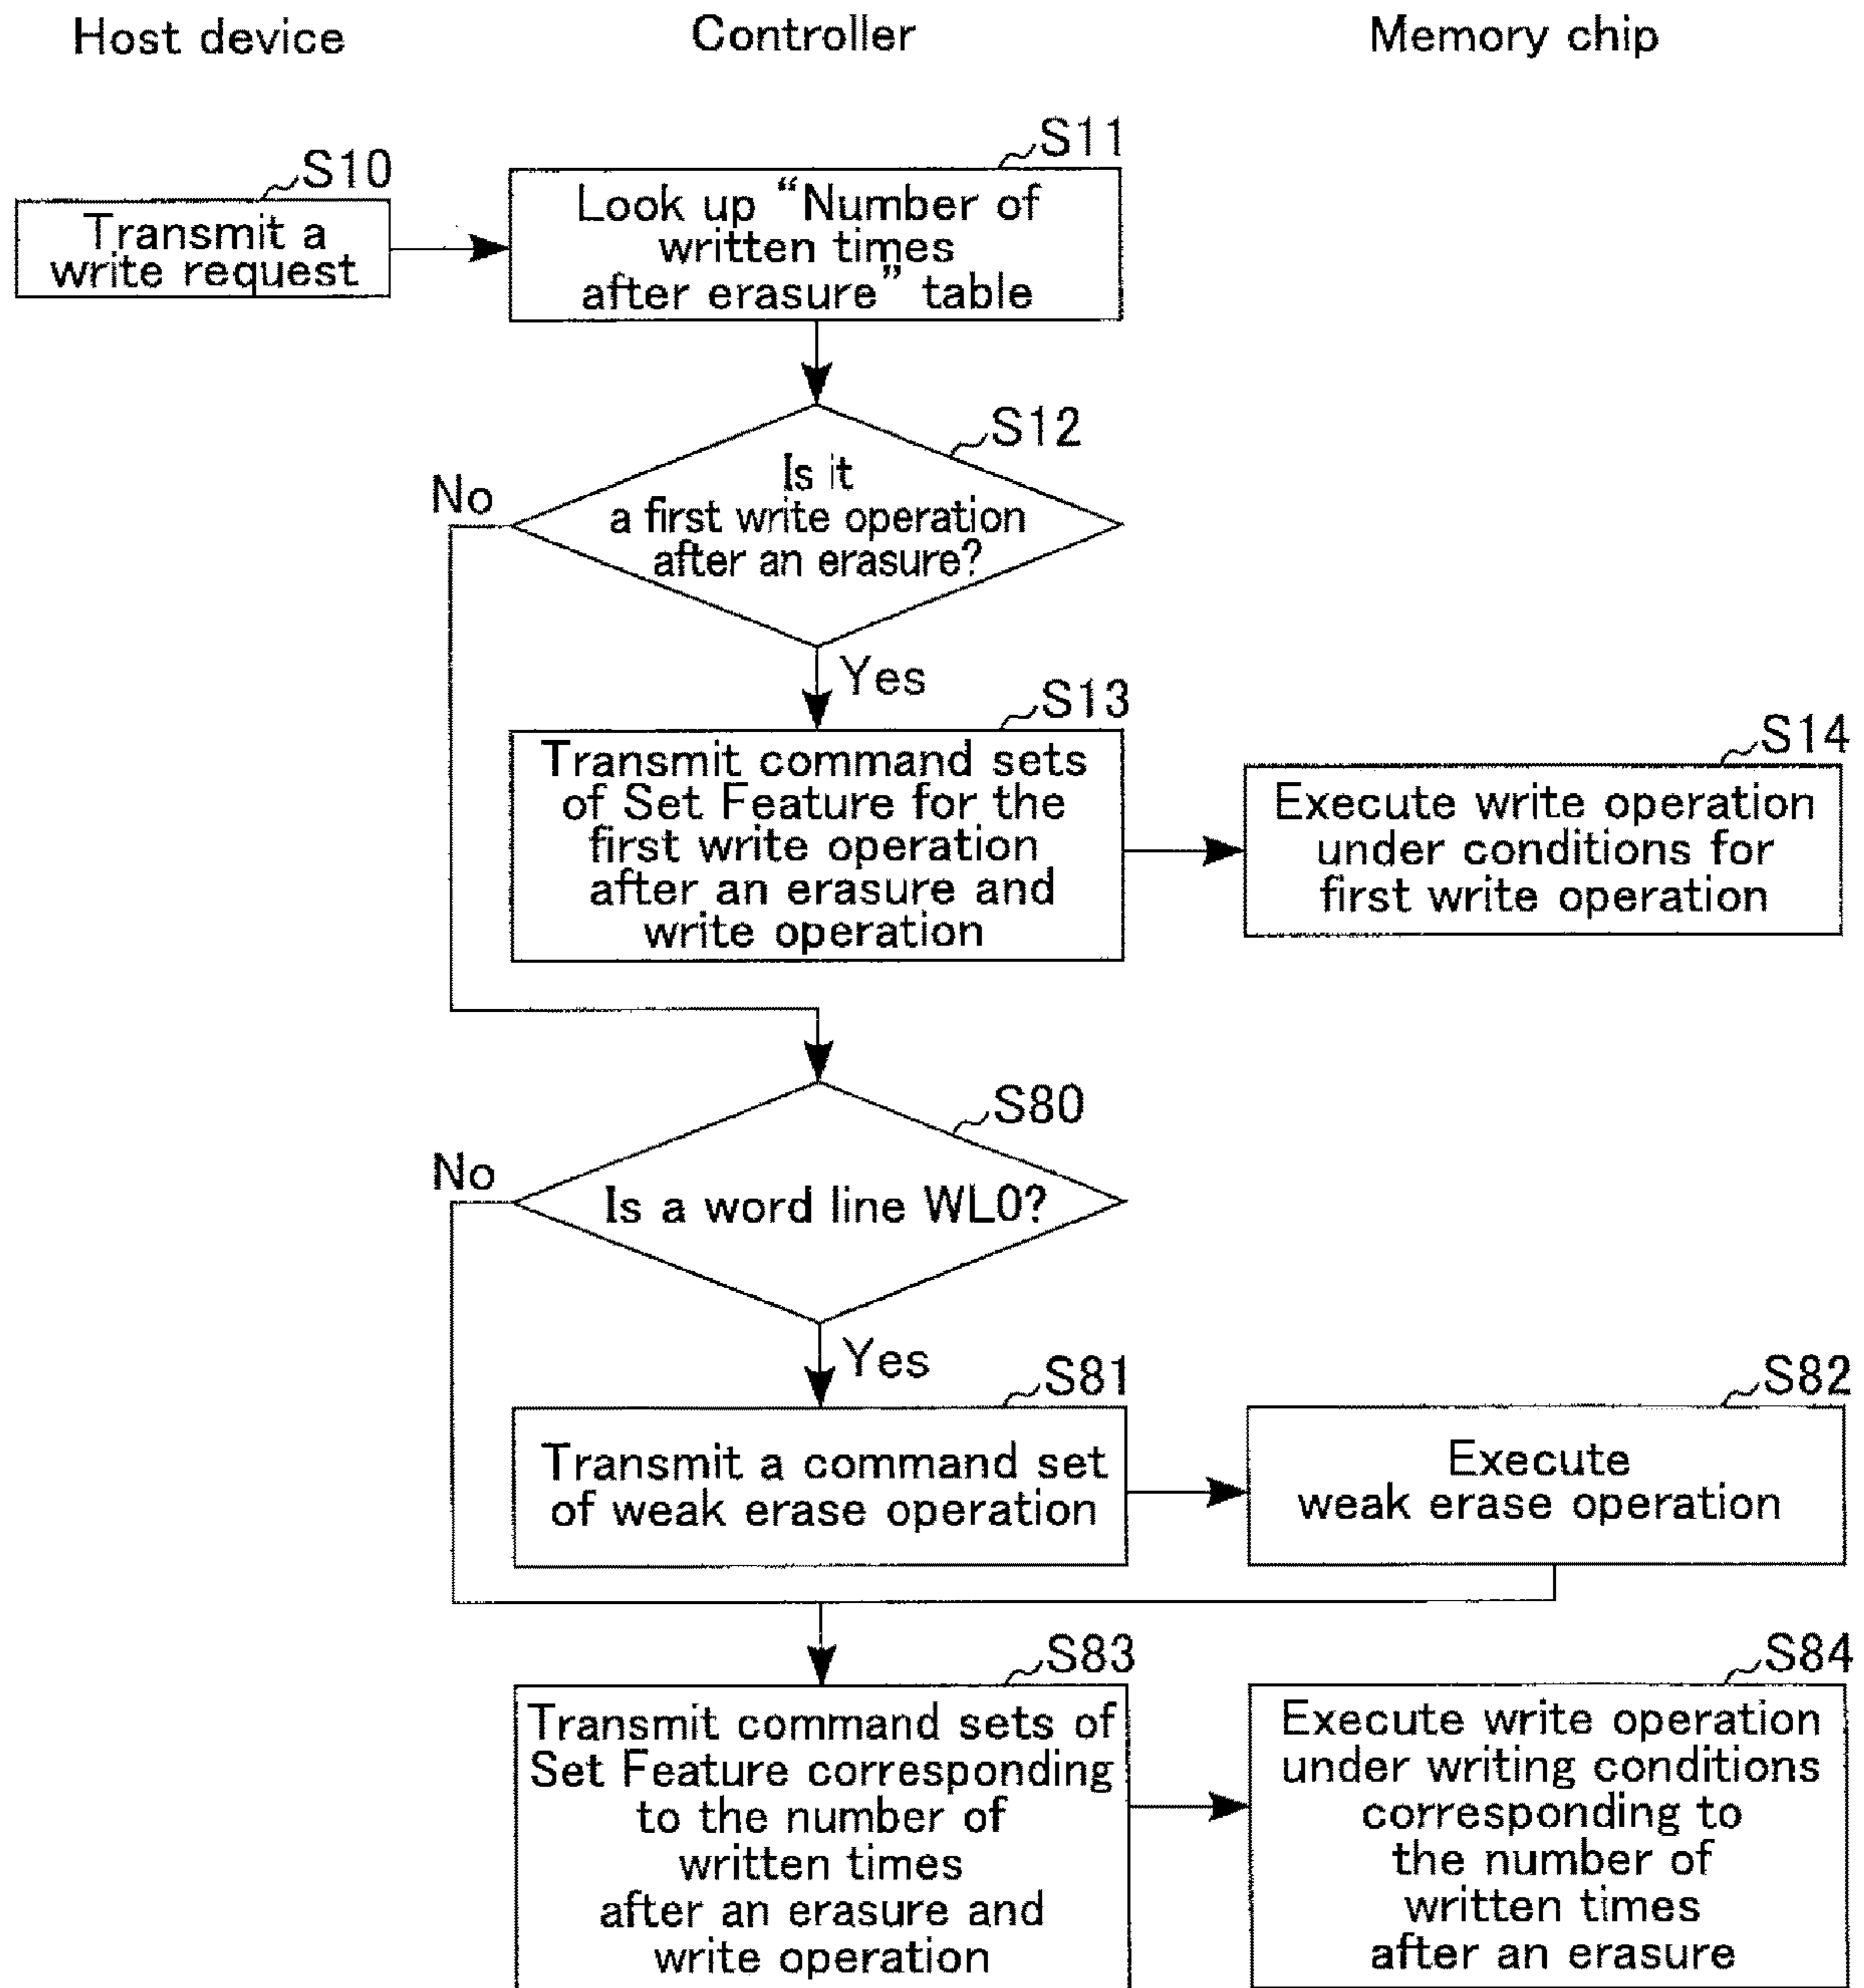 Host device
Controller
Memory chip
S10
Transmit a
write request
S11
Look up “Number of
written times
after erasure” table
S12
Is it
a first write operation
after an erasure?
No
Yes
S13
Transmit command sets
of Set Feature for the
first write operation
after an erasure and
write operation
S14
Execute write operation
under conditions for
first write operation
S80
Is a word line WL0?
No
Yes
S81
Transmit a command set
of weak erase operation
S82
Execute
weak erase operation
S83
Transmit command sets of
Set Feature corresponding
to the number of
written times
after an erasure and
write operation
S84
Execute write operation
under writing conditions
corresponding to
the number of
written times
after an erasure